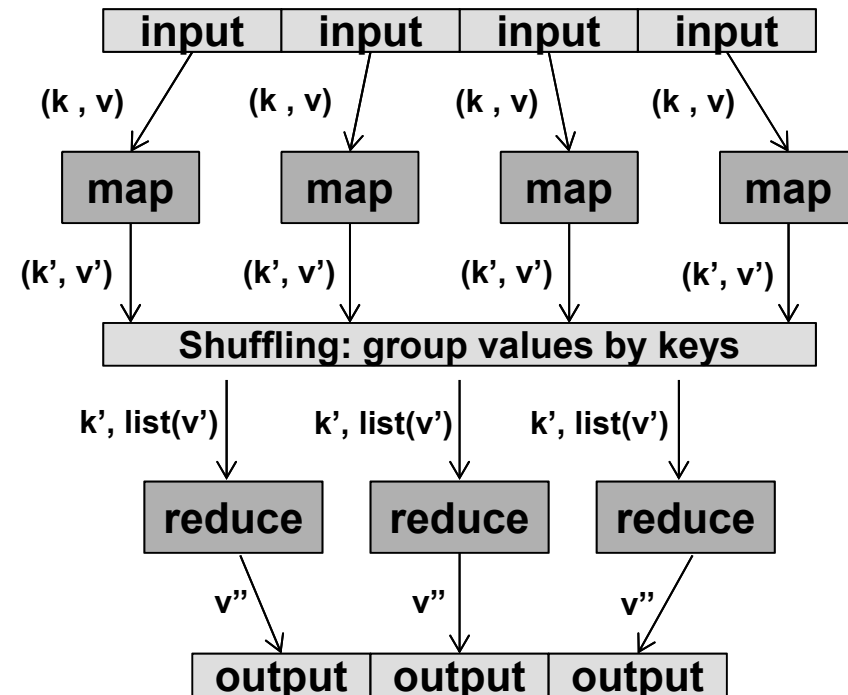 input input input input
(k , v) (k , v) (k , v) (k , v)
map map map map
(k’, v’) (k’, v’) (k’, v’) (k’, v’)
Shuffling: group values by keys
k’, list(v’) k’, list(v’) k’, list(v’)
reduce reduce reduce
v” v” v”
output output output